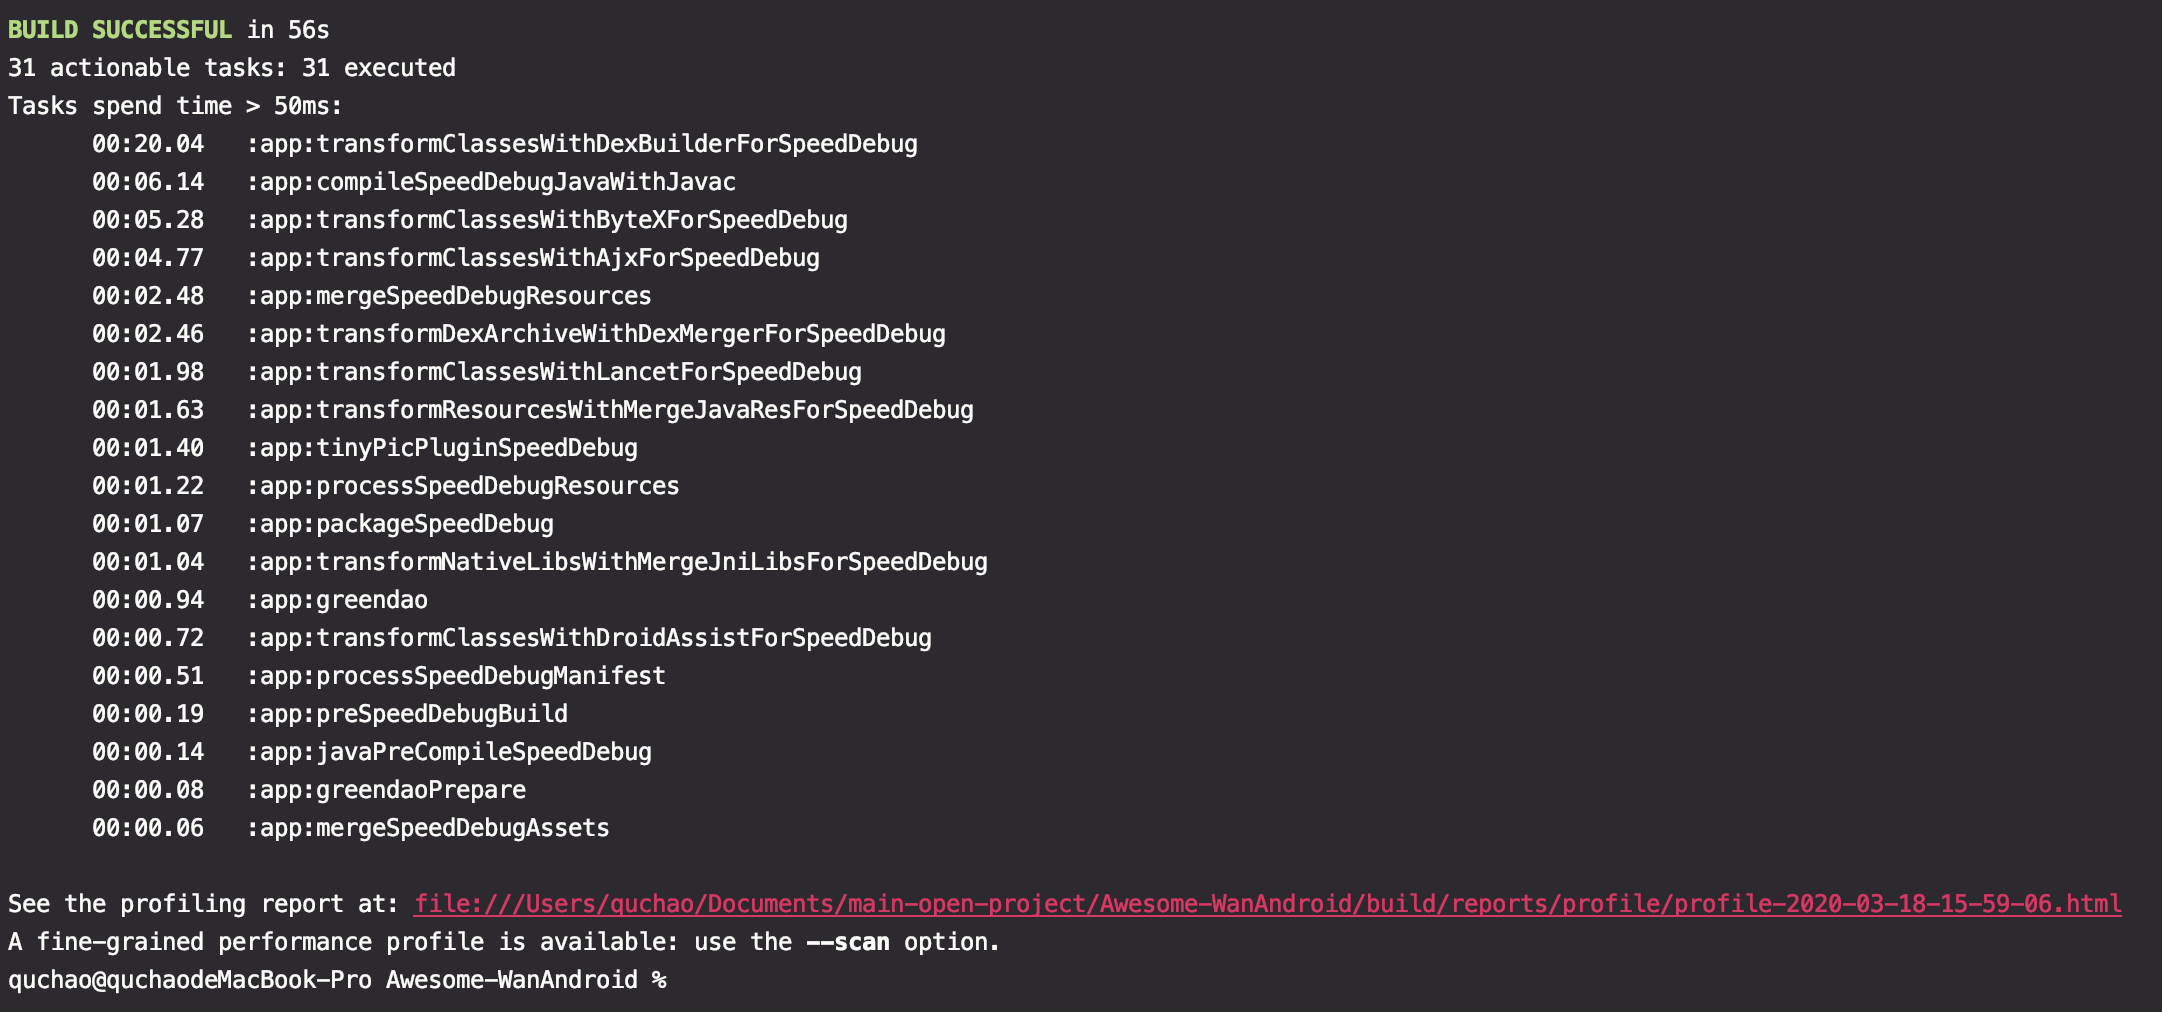 BUILD SUCCESSFUL in 56s
31 actionable tasks: 31 executed
Tasks spend time > 50ms:
00:20.04 :app:transformClassesWithDexBuilderForSpeedDebug
00:06.14 :app:compileSpeedDebugJavaWithJavac
00:05.28 :app:transformClassesWithByteXForSpeedDebug
00:04.77 :app:transformClassesWithAjxForSpeedDebug
00:02.48 :app:mergeSpeedDebugResources
00:02.46 :app:transformDexArchiveWithDexMergerForSpeedDebug
00:01.98 :app:transformClassesWithLancetForSpeedDebug
00:01.63 :app:transformResourcesWithMergeJavaResForSpeedDebug
00:01.40 :app:tinyPicPluginSpeedDebug
00:01.22 :app:processSpeedDebugResources
00:01.07 :app:packageSpeedDebug
00:01.04 :app:transformNativeLibsWithMergeJniLibsForSpeedDebug
00:00.94 :app:greendao
00:00.72 :app:transformClassesWithDroidAssistForSpeedDebug
00:00.51 :app:processSpeedDebugManifest
00:00.19 :app:preSpeedDebugBuild
00:00.14 :app:javaPreCompileSpeedDebug
00:00.08 :app:greendaoPrepare
00:00.06 :app:mergeSpeedDebugAssets
See the profiling report at: file:///Users/quchao/Documents/main-open-project/Awesome-WanAndroid/build/reports/profile/profile-2020-03-18-15-59-06.html
A fine-grained performance profile is available: use the --scan option.
quchao@quchaodeMacBook-Pro Awesome-WanAndroid %